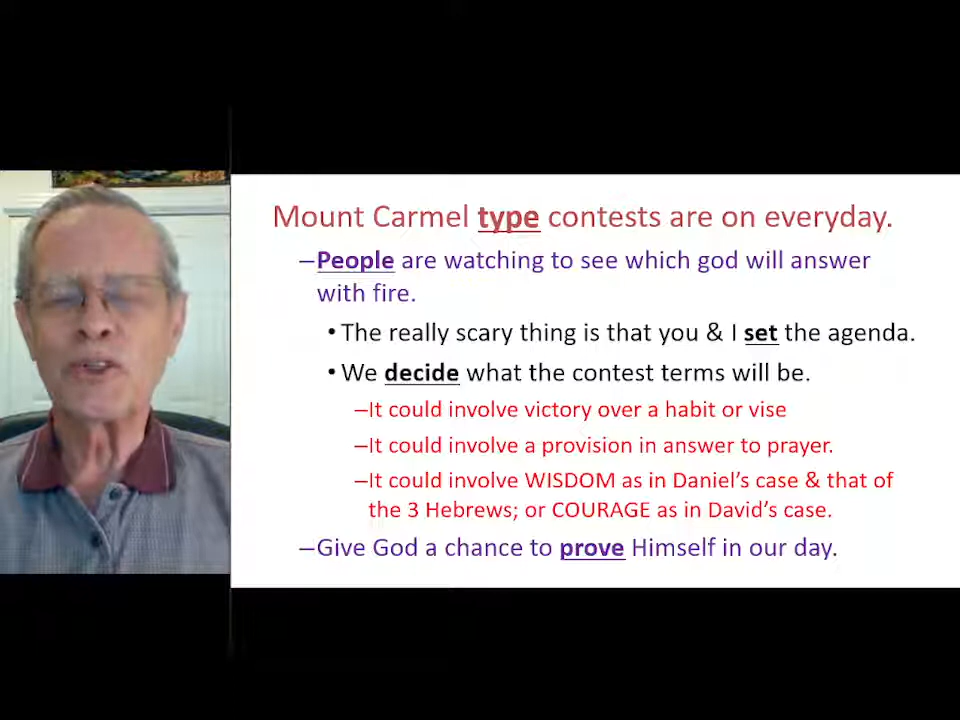 Mount Carmel type contests are on everyday.
–People are watching to see which god will answer
with fire.
• The really scary thing is that you & I set the agenda.
• We decide what the contest terms will be.
–It could involve victory over a habit or vise
–It could involve a provision in answer to prayer.
–It could involve WISDOM as in Daniel's case & that of
the 3 Hebrews; or COURAGE as in David's case.
–Give God a chance to prove Himself in our day.